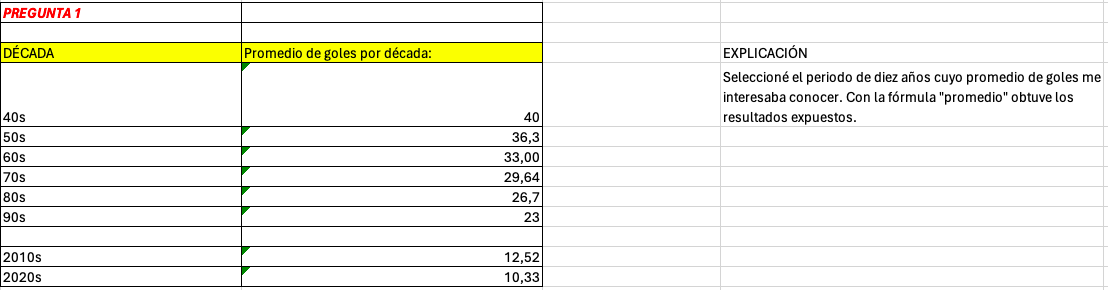 PREGUNTA 1
DÉCADA Promedio de goles por década: EXPLICACIÓN
Seleccioné el periodo de diez años cuyo promedio de goles me
interesaba conocer. Con la fórmula "promedio" obtuve los
resultados expuestos.
40s 40
50s 36,3
60s 33,00
70s 29,64
80s 26,7
90s 23
2010s 12,52
2020s 10,33